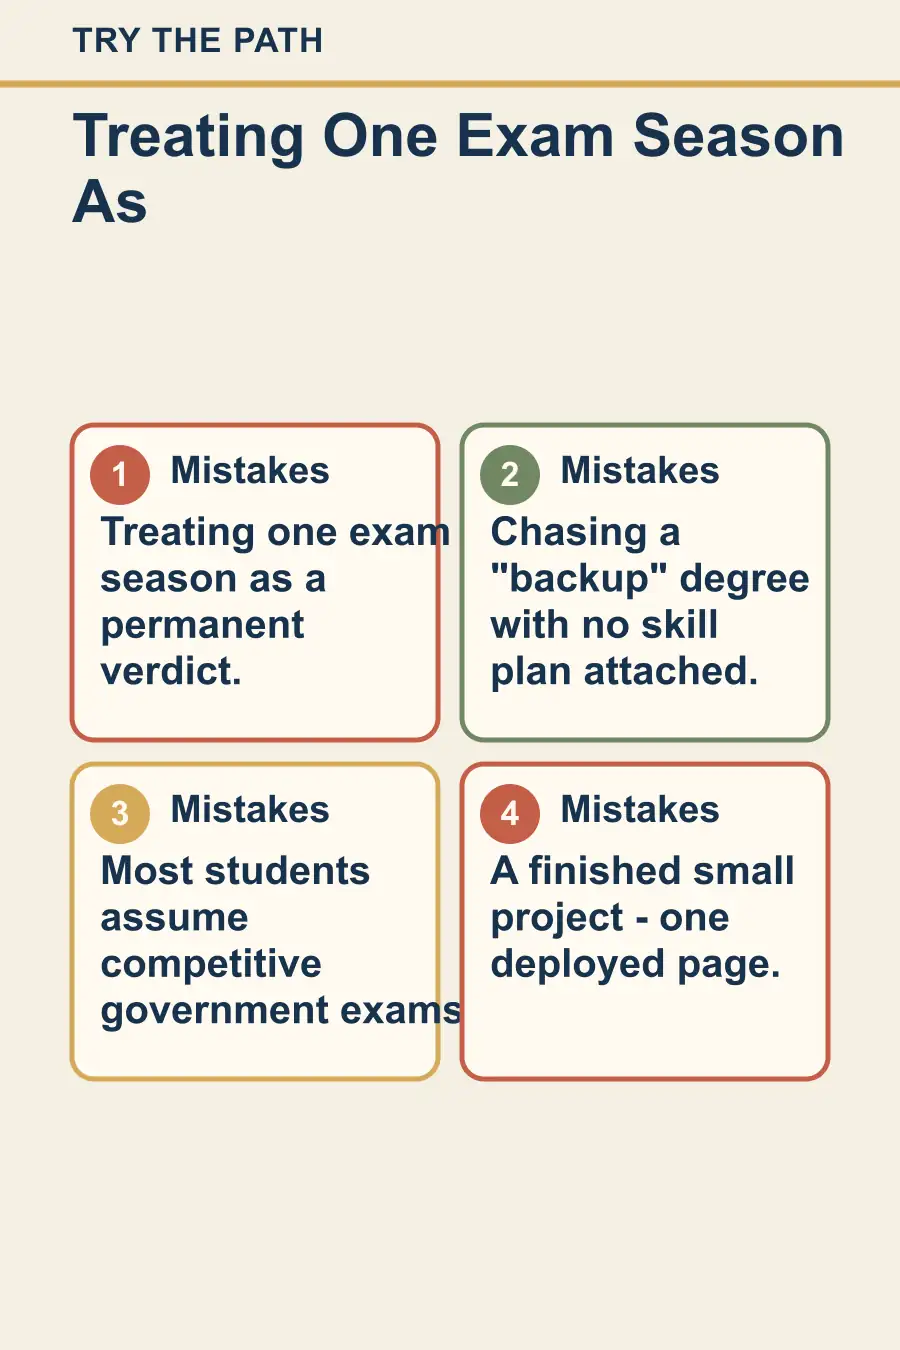 TRY THE PATH
Treating One Exam Season
As
1 Mistakes
Treating one exam
season as a
permanent
verdict.
2 Mistakes
Chasing a
"backup" degree
with no skill
plan attached.
3 Mistakes
Most students
assume
competitive
government exams
4 Mistakes
A finished small
project - one
deployed page.